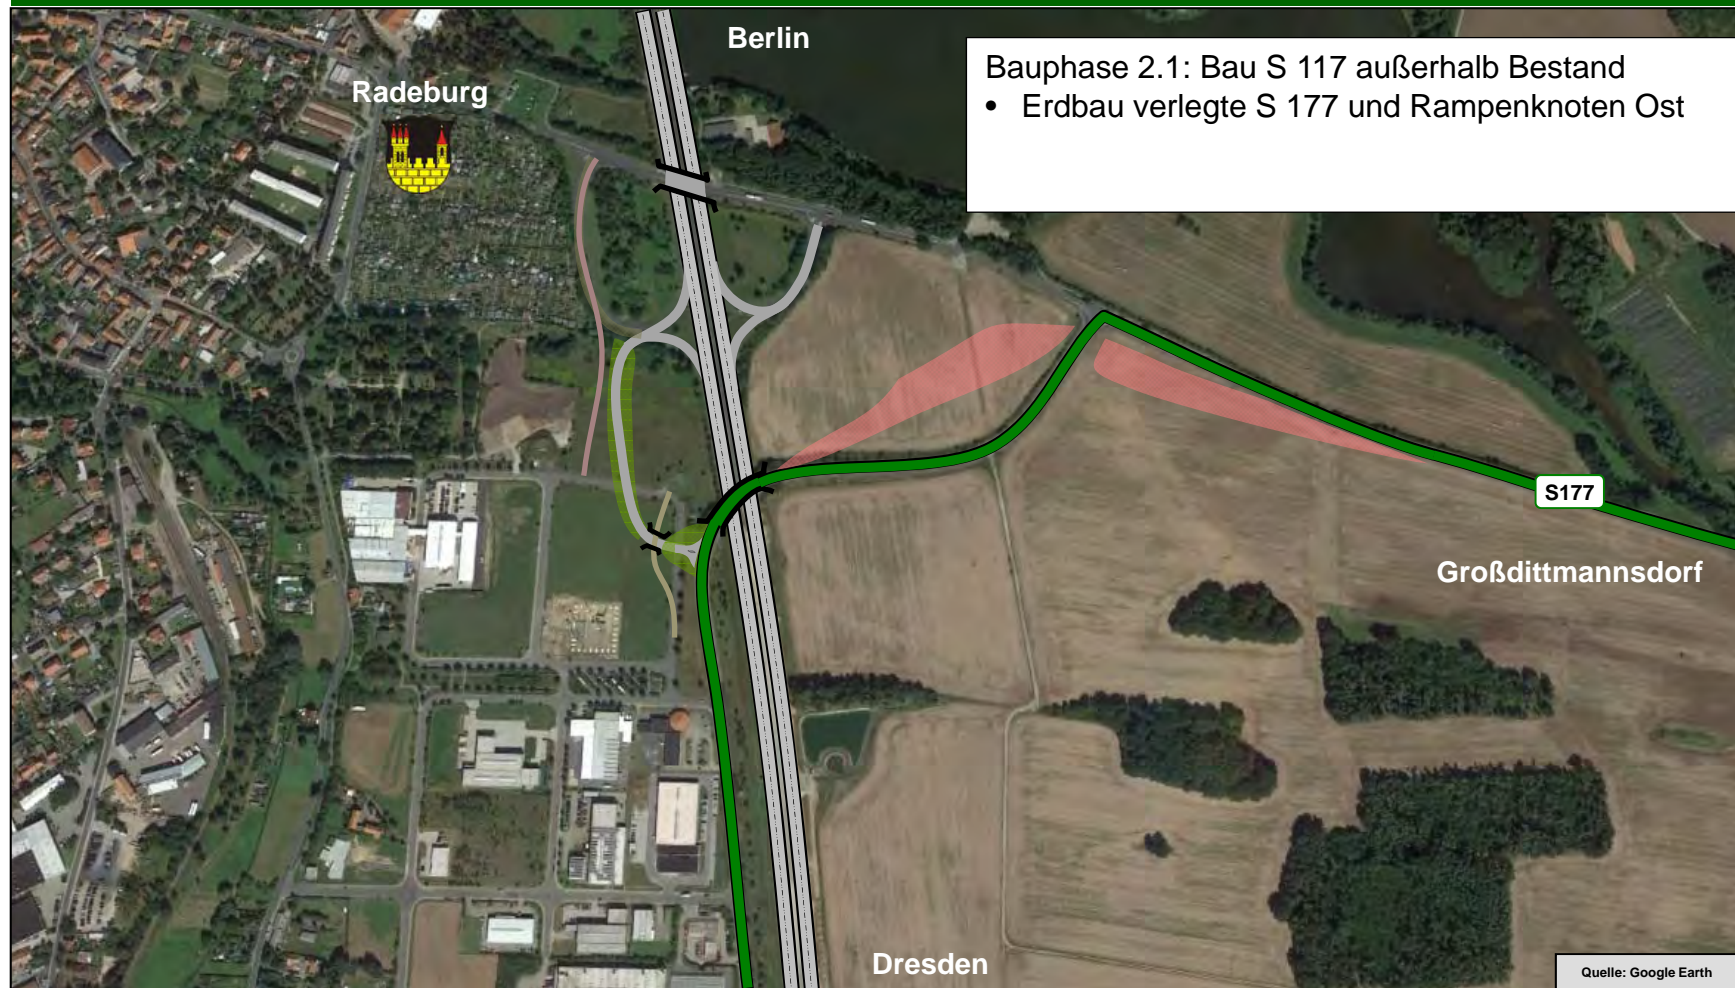 Berlin
Radeburg
Bauphase 2.1: Bau S 117 außerhalb Bestand
• Erdbau verlegte S 177 und Rampenknoten Ost
S177
Großdittmannsdorf
Dresden
Quelle: Google Earth